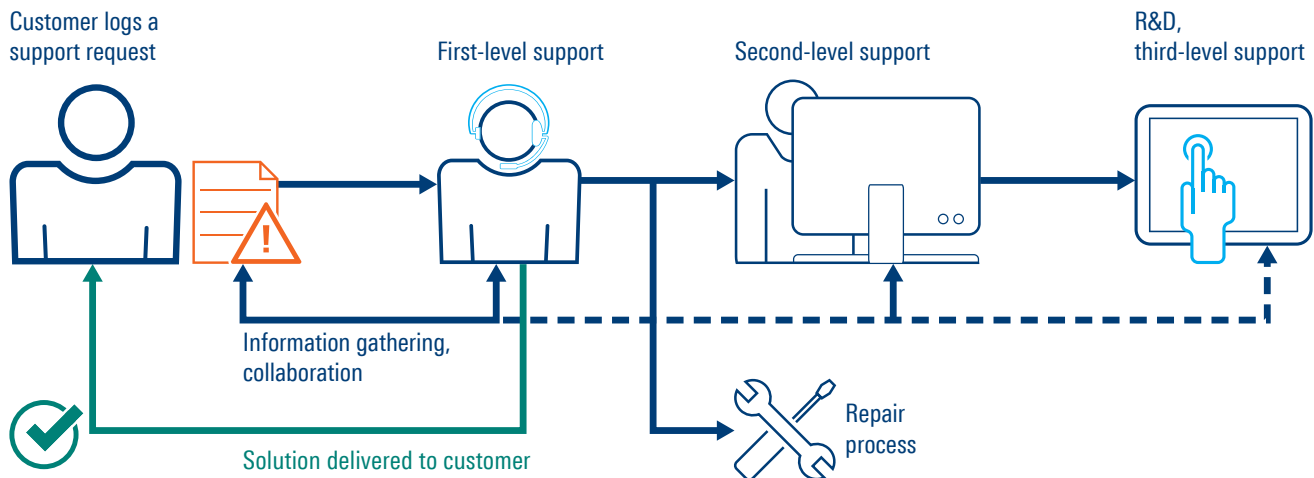 Customer logs a
support request
First-level support
Second-level support
R&D,
third-level support
!
Information gathering,
collaboration
Repair
process
Solution delivered to customer